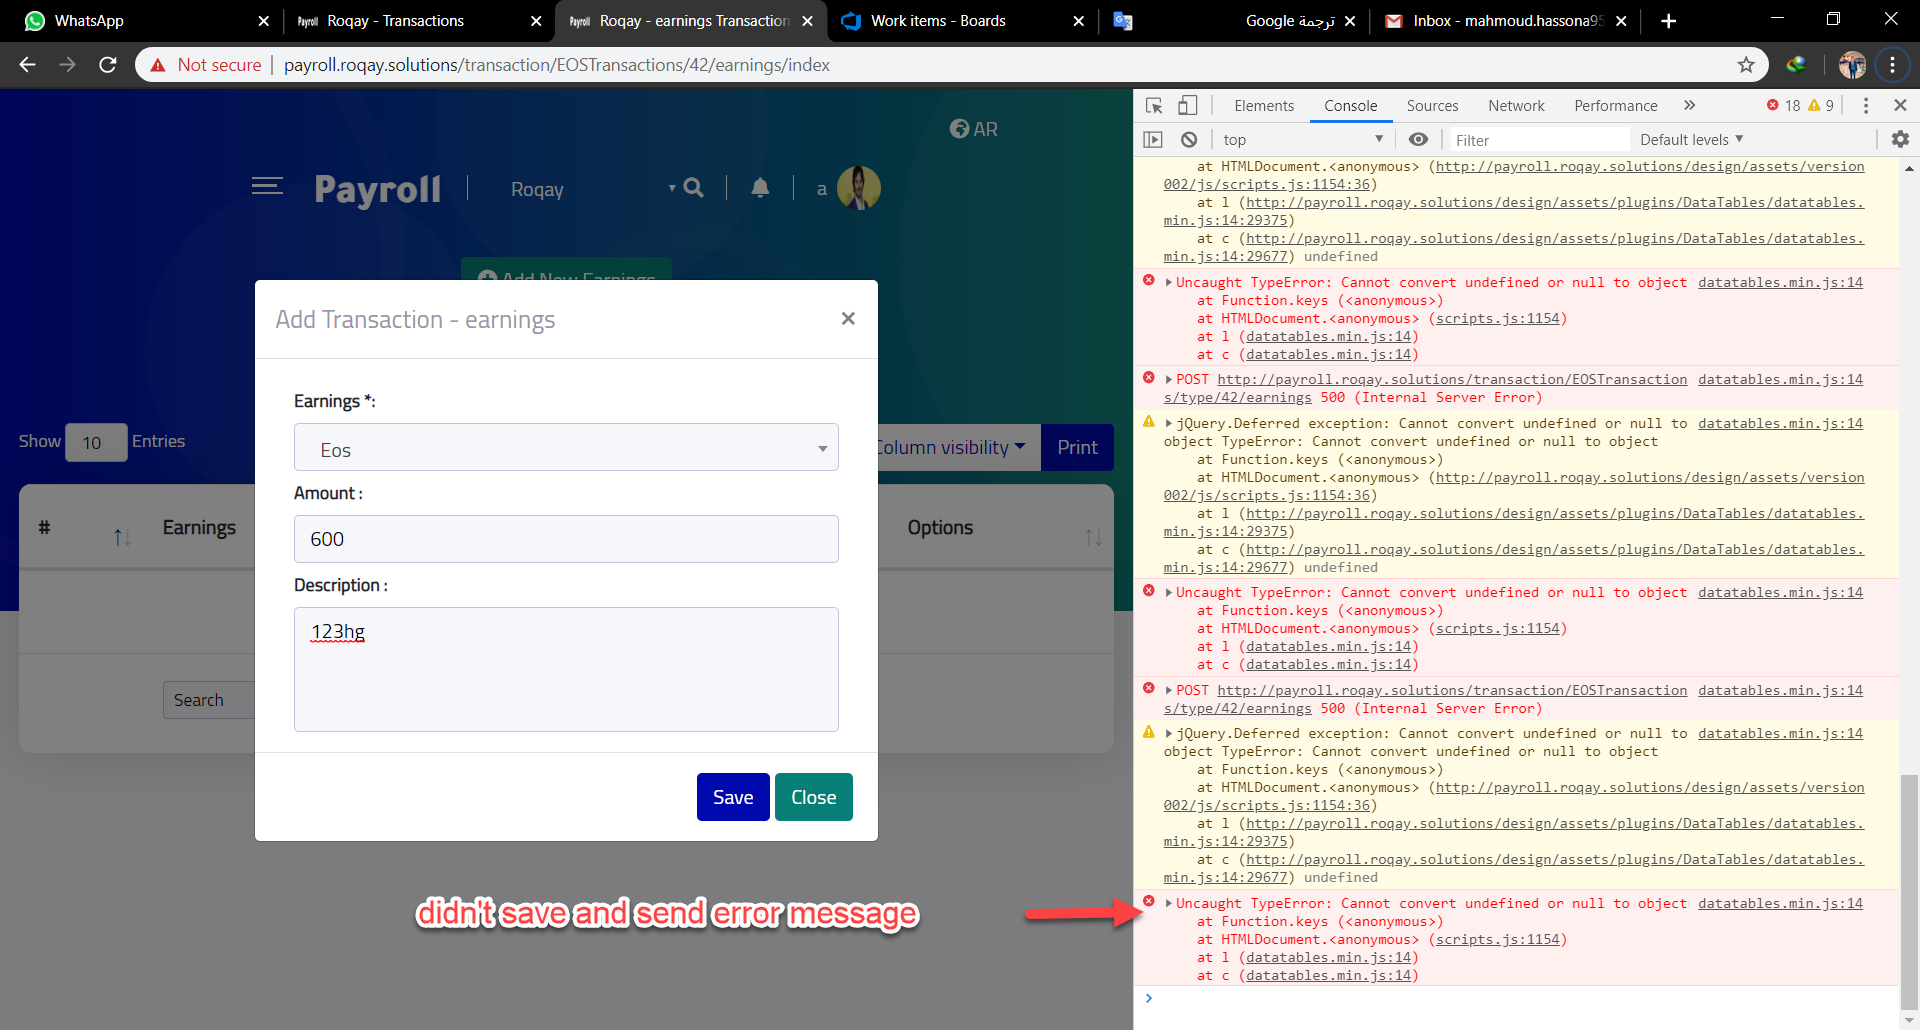 WhatsApp
Roqay - Transactions
Roqay - earnings Transaction
Work items - Boards
ترجمة Google
Inbox - mahmoud.hassona95
Not secure
payroll.roqay.solutions/transaction/EOSTransactions/42/earnings/index
AR
Payroll
Roqay
a
Add New Earnings
Add Transaction - earnings
Earnings *:
Eos
Amount :
600
Description :
123hg
Save
Close
Show 10 Entries
Column visibility
Print
#
Earnings
Options
Search
didn't save and send error message
Elements Console Sources Network Performance
18 9
top
Filter
Default levels
at HTMLDocument.<anonymous> (http://payroll.roqay.solutions/design/assets/version
002/js/scripts.js:1154:36)
at l (http://payroll.roqay.solutions/design/assets/plugins/DataTables/datatables.
min.js:14:29375)
at c (http://payroll.roqay.solutions/design/assets/plugins/DataTables/datatables.
min.js:14:29677) undefined
Uncaught TypeError: Cannot convert undefined or null to object datatables.min.js:14
at Function.keys (<anonymous>)
at HTMLDocument.<anonymous> (scripts.js:1154)
at l (datatables.min.js:14)
at c (datatables.min.js:14)
POST http://payroll.roqay.solutions/transaction/EOSTransaction datatables.min.js:14
s/type/42/earnings 500 (Internal Server Error)
jQuery.Deferred exception: Cannot convert undefined or null to datatables.min.js:14
object TypeError: Cannot convert undefined or null to object
at Function.keys (<anonymous>)
at HTMLDocument.<anonymous> (http://payroll.roqay.solutions/design/assets/version
002/js/scripts.js:1154:36)
at l (http://payroll.roqay.solutions/design/assets/plugins/DataTables/datatables.
min.js:14:29375)
at c (http://payroll.roqay.solutions/design/assets/plugins/DataTables/datatables.
min.js:14:29677) undefined
Uncaught TypeError: Cannot convert undefined or null to object datatables.min.js:14
at Function.keys (<anonymous>)
at HTMLDocument.<anonymous> (scripts.js:1154)
at l (datatables.min.js:14)
at c (datatables.min.js:14)
POST http://payroll.roqay.solutions/transaction/EOSTransaction datatables.min.js:14
s/type/42/earnings 500 (Internal Server Error)
jQuery.Deferred exception: Cannot convert undefined or null to datatables.min.js:14
object TypeError: Cannot convert undefined or null to object
at Function.keys (<anonymous>)
at HTMLDocument.<anonymous> (http://payroll.roqay.solutions/design/assets/version
002/js/scripts.js:1154:36)
at l (http://payroll.roqay.solutions/design/assets/plugins/DataTables/datatables.
min.js:14:29375)
at c (http://payroll.roqay.solutions/design/assets/plugins/DataTables/datatables.
min.js:14:29677) undefined
Uncaught TypeError: Cannot convert undefined or null to object datatables.min.js:14
at Function.keys (<anonymous>)
at HTMLDocument.<anonymous> (scripts.js:1154)
at l (datatables.min.js:14)
at c (datatables.min.js:14)